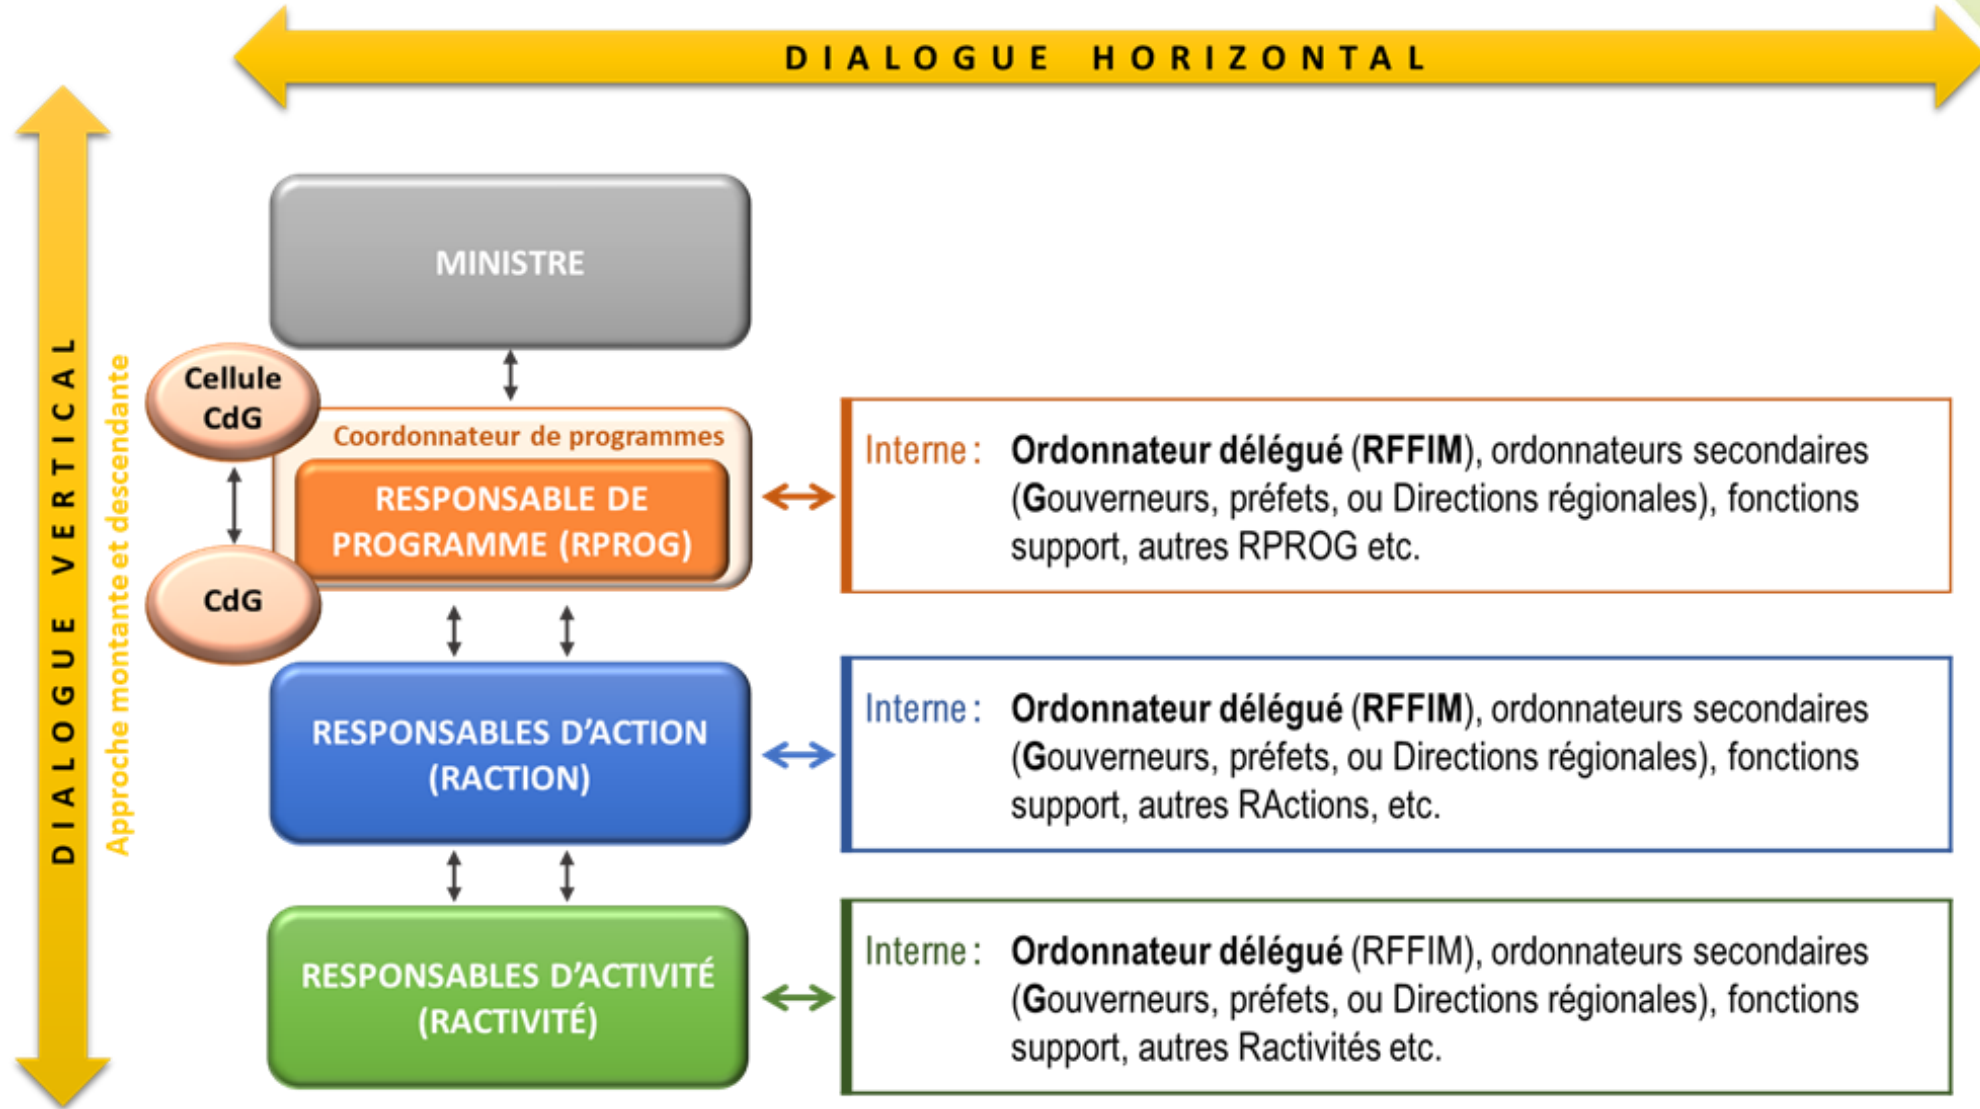 DIALOGUE HORIZONTAL
DIALOGUE VERTICAL
Approche montante et descendante
MINISTRE
Cellule
CdG
Coordonnateur de programmes
RESPONSABLE DE
PROGRAMME (RPROG)
CdG
Interne : Ordonnateur délégué (RFFIM), ordonnateurs secondaires
(Gouverneurs, préfets, ou Directions régionales), fonctions
support, autres RPROG etc.
RESPONSABLES D’ACTION
(RACTION)
Interne : Ordonnateur délégué (RFFIM), ordonnateurs secondaires
(Gouverneurs, préfets, ou Directions régionales), fonctions
support, autres RActions, etc.
RESPONSABLES D’ACTIVITÉ
(RACTIVITÉ)
Interne : Ordonnateur délégué (RFFIM), ordonnateurs secondaires
(Gouverneurs, préfets, ou Directions régionales), fonctions
support, autres Ractivités etc.